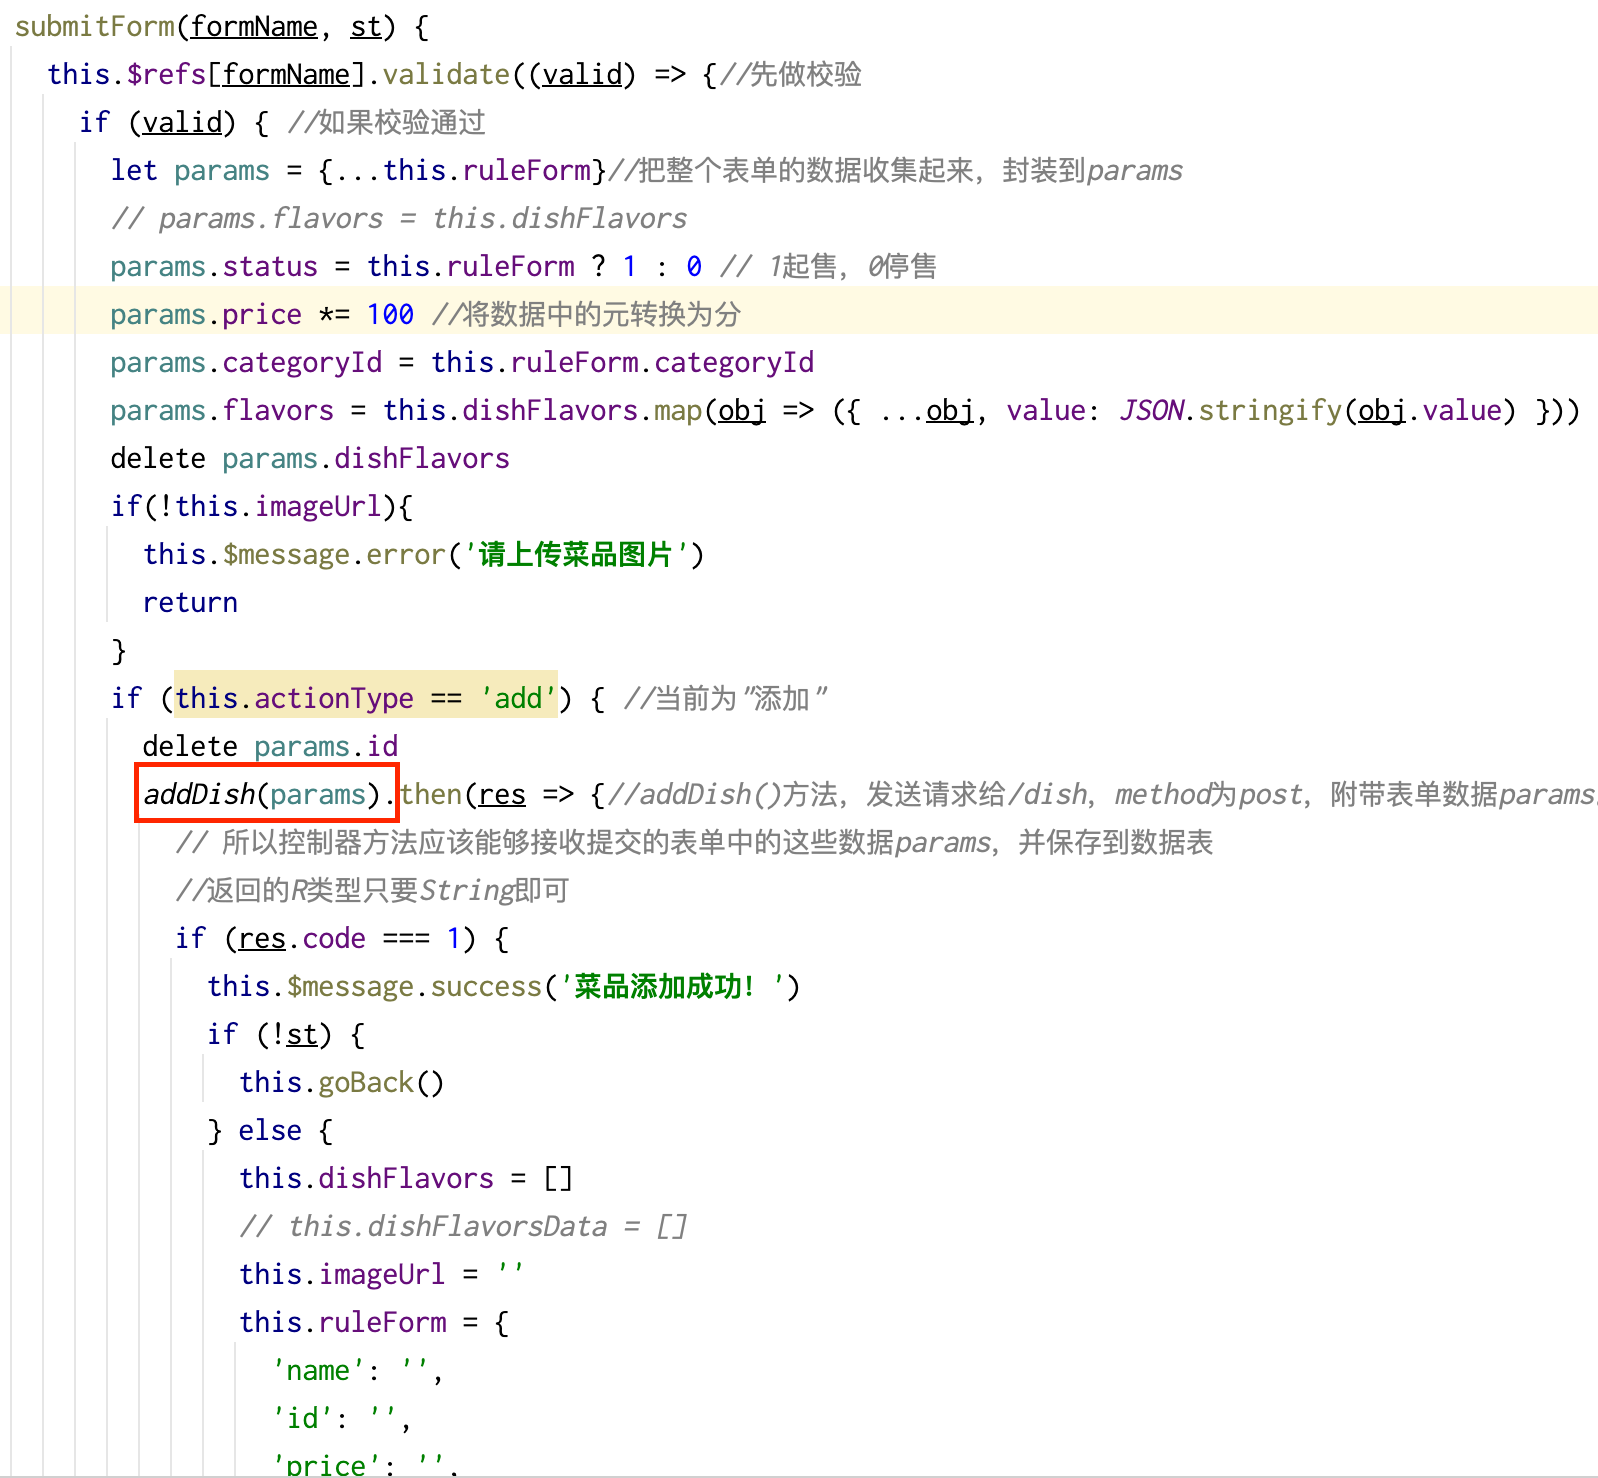 submitForm(formName, st) {
this.$refs[formName].validate((valid) => {//先做校验
if (valid) { //如果校验通过
let params = {...this.ruleForm}//把整个表单的数据收集起来，封装到params
// params.flavors = this.dishFlavors
params.status = this.ruleForm ? 1 : 0 // 1起售，0停售
params.price *= 100 //将数据中的元转换为分
params.categoryId = this.ruleForm.categoryId
params.flavors = this.dishFlavors.map(obj => ({ ...obj, value: JSON.stringify(obj.value) }))
delete params.dishFlavors
if(!this.imageUrl){
this.$message.error('请上传菜品图片')
return
}
if (this.actionType == 'add') { //当前为"添加"
delete params.id
addDish(params).then(res => {//addDish()方法，发送请求给/dish，method为post，附带表单数据params
// 所以控制器方法应该能够接收提交的表单中的这些数据params，并保存到数据表
//返回的R类型只要String即可
if (res.code === 1) {
this.$message.success('菜品添加成功！')
if (!st) {
this.goBack()
} else {
this.dishFlavors = []
// this.dishFlavorsData = []
this.imageUrl = ''
this.ruleForm = {
'name': '',
'id': '',
'price': '',